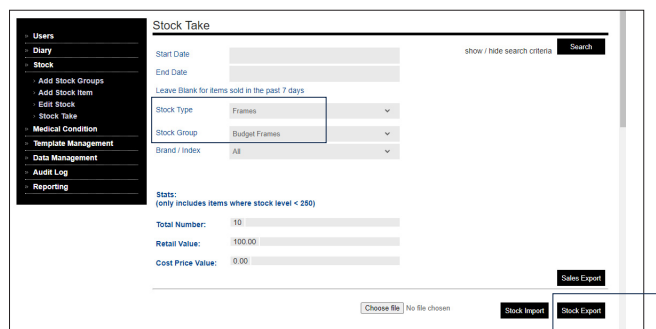 Users
Diary
Stock
Add Stock Groups
Add Stock Item
Edit Stock
Stock Take
Medical Condition
Template Management
Data Management
Audit Log
Reporting
Stock Take
show / hide search criteria Search
Start Date
End Date
Leave Blank for items sold in the past 7 days
Stock Type Frames
Stock Group Budget Frames
Brand / Index All
Stats:
(only includes items where stock level < 250)
Total Number: 10
Retail Value: 100.00
Cost Price Value: 0.00
Sales Export
Choose file No file chosen Stock Import Stock Export